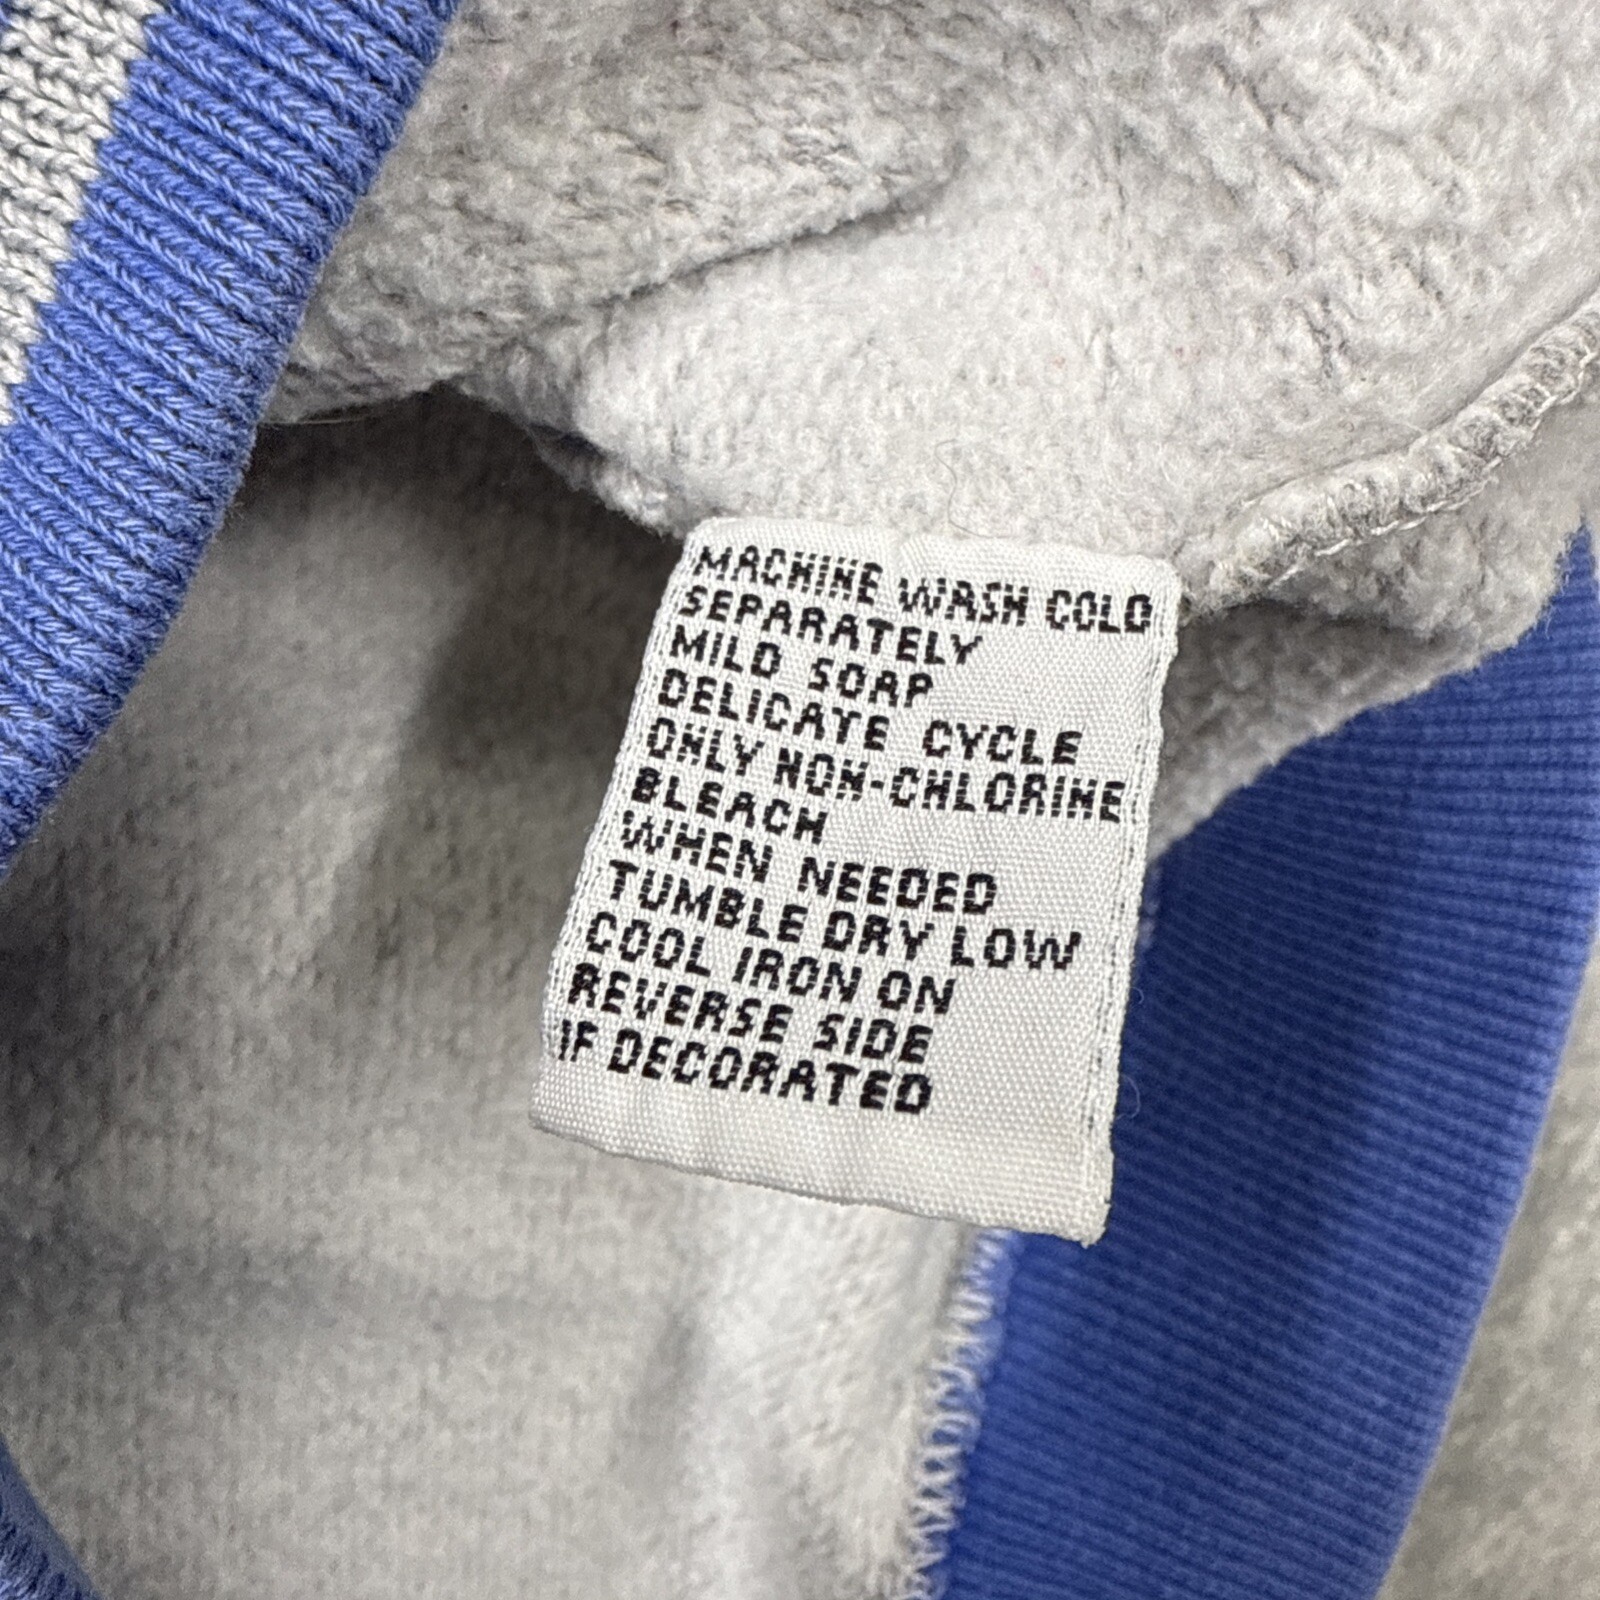 MACHINE WASH COLD
SEPARATELY
MILD SOAP
DELICATE CYCLE
ONLY NON-CHLORINE
BLEACH
WHEN NEEDED
TUMBLE DRY LOW
COOL IRON ON
REVERSE SIDE
IF DECORATED